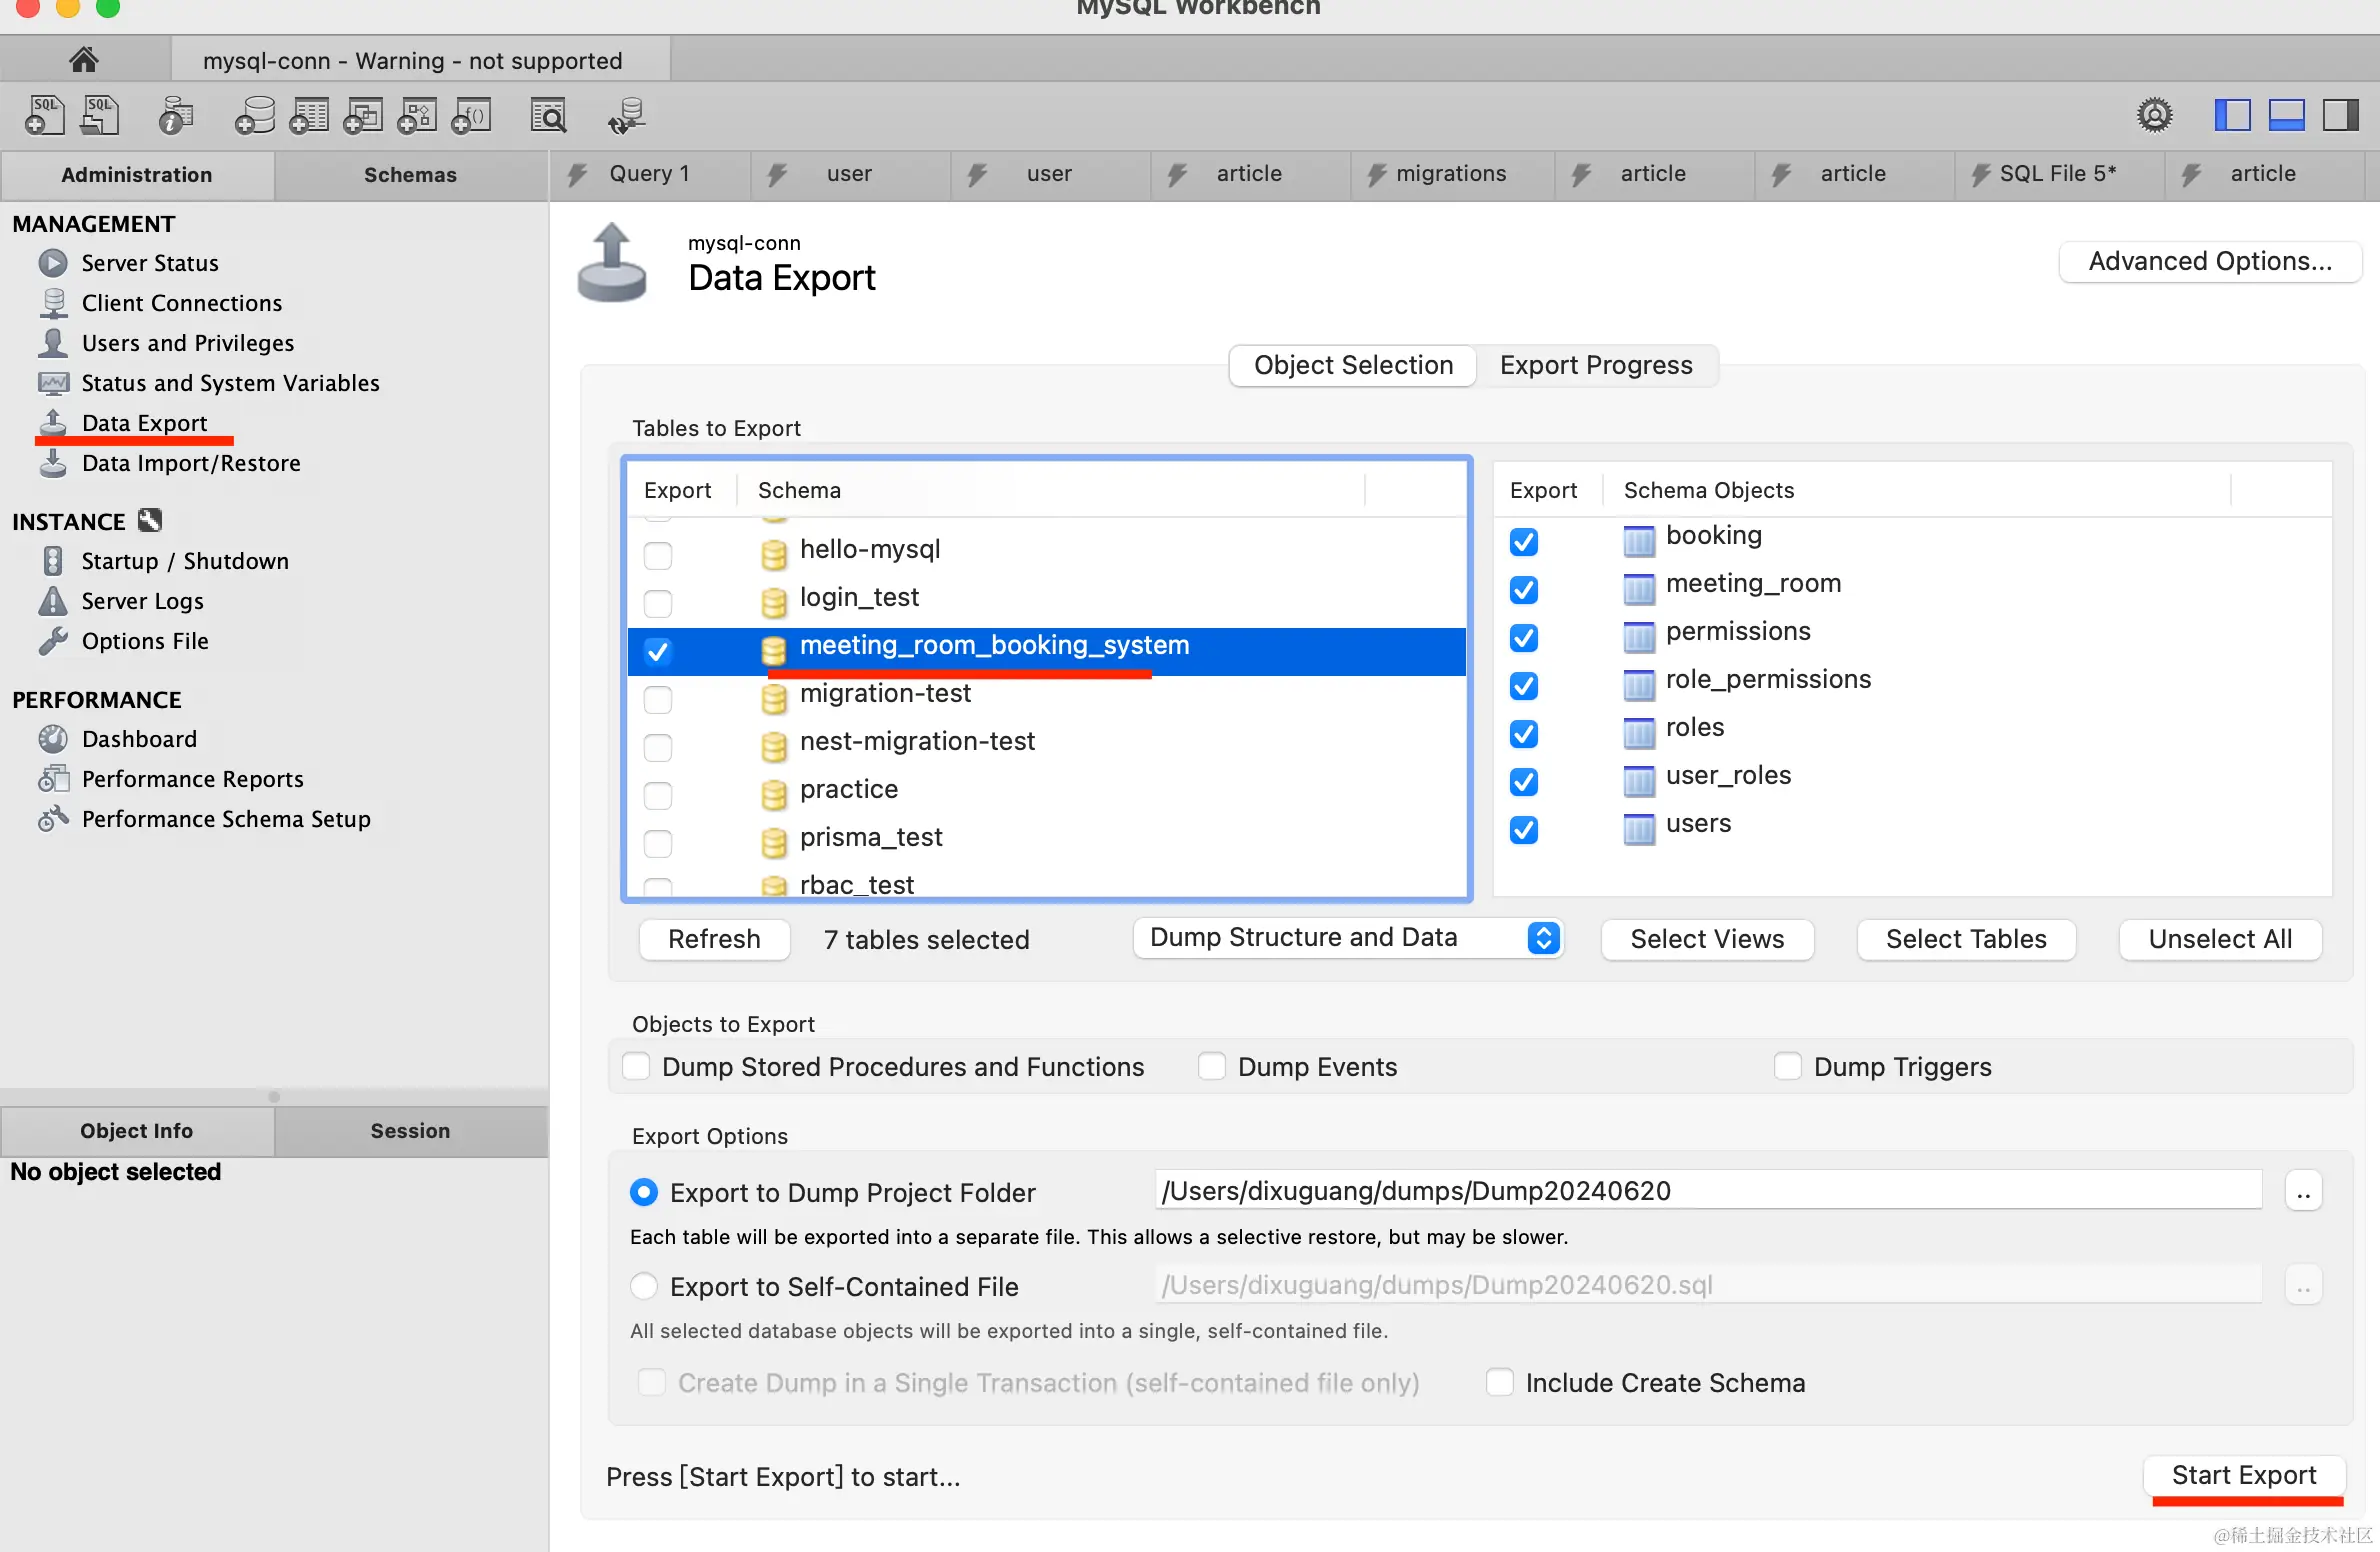 MySQL Workbench
mysql-conn - Warning - not supported
SQL SQL i f()
Administration Schemas Query 1 user user article migrations article article SQL File 5* article
MANAGEMENT
Server Status
Client Connections
Users and Privileges
Status and System Variables
Data Export
Data Import/Restore
INSTANCE
Startup / Shutdown
Server Logs
Options File
PERFORMANCE
Dashboard
Performance Reports
Performance Schema Setup
Object Info Session
No object selected
mysql-conn
Data Export
Advanced Options...
Object Selection Export Progress
Tables to Export
Export Schema
hello-mysql
login_test
meeting_room_booking_system
migration-test
nest-migration-test
practice
prisma_test
rbac_test
Export Schema Objects
booking
meeting_room
permissions
role_permissions
roles
user_roles
users
Refresh 7 tables selected Dump Structure and Data Select Views Select Tables Unselect All
Objects to Export
Dump Stored Procedures and Functions Dump Events Dump Triggers
Export Options
Export to Dump Project Folder /Users/dixuguang/dumps/Dump20240620 ..
Each table will be exported into a separate file. This allows a selective restore, but may be slower.
Export to Self-Contained File /Users/dixuguang/dumps/Dump20240620.sql ..
All selected database objects will be exported into a single, self-contained file.
Create Dump in a Single Transaction (self-contained file only) Include Create Schema
Press [Start Export] to start...
Start Export
@稀土掘金技术社区